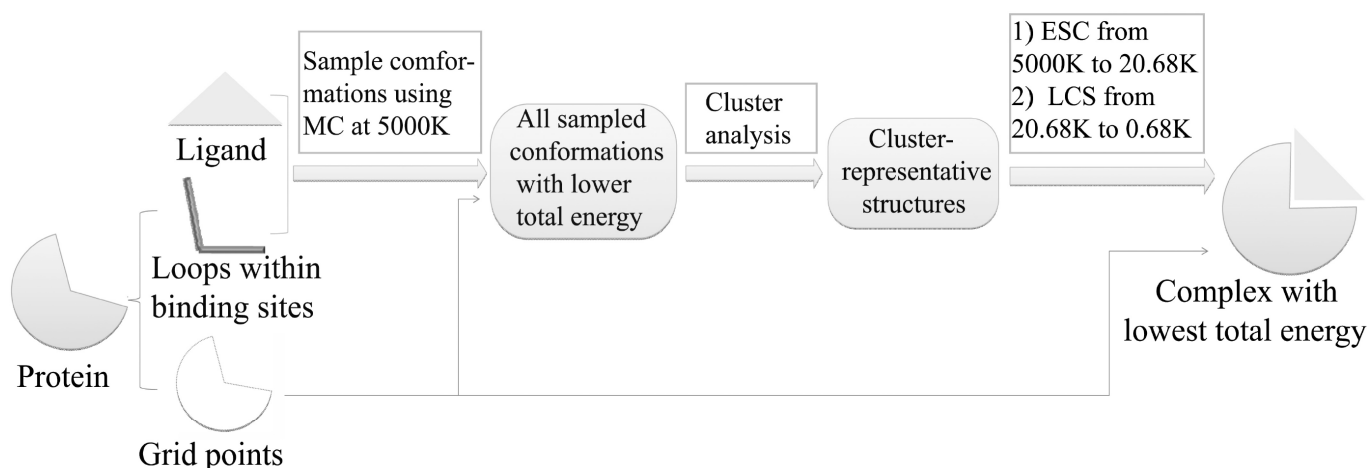 Ligand
Loops within
binding sites
Protein
Grid points
Sample comfor-
mations using
MC at 5000K
All sampled
conformations
with lower
total energy
Cluster
analysis
Cluster-
representative
structures
1) ESC from
5000K to 20.68K
2) LCS from
20.68K to 0.68K
Complex with
lowest total energy